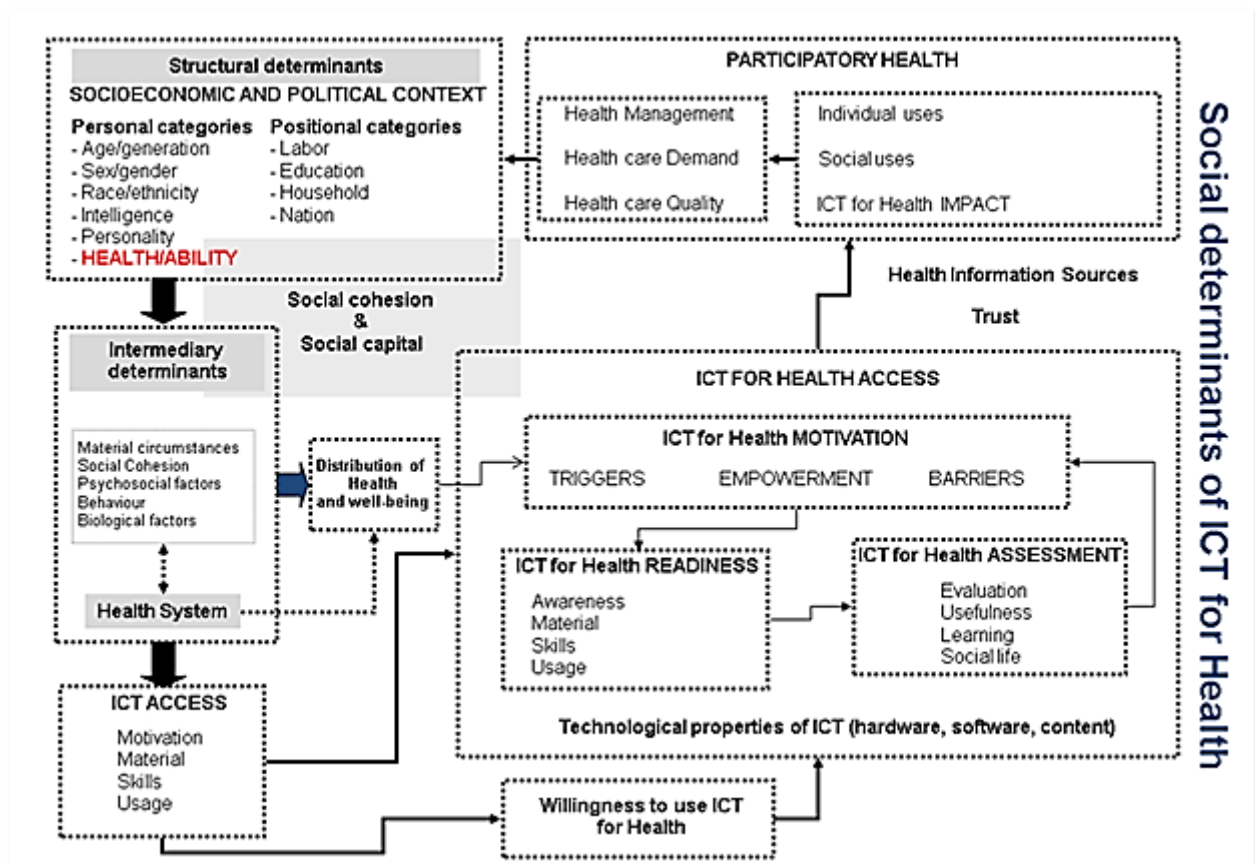 Structural determinants
SOCIOECONOMIC AND POLITICAL CONTEXT
Personal categories
- Age/generation
- Sex/gender
- Race/ethnicity
- Intelligence
- Personality
- HEALTH/ABILITY
Positional categories
- Labor
- Education
- Household
- Nation
PARTICIPATORY HEALTH
Health Management
Health care Demand
Health care Quality
Individual uses
Social uses
ICT for Health IMPACT
Social cohesion
&
Social capital
Health Information Sources
Trust
Intermediary
determinants
Material circumstances
Social Cohesion
Psychosocial factors
Behaviour
Biological factors
Health System
Distribution of
Health
and well-being
ICT FOR HEALTH ACCESS
ICT for Health MOTIVATION
TRIGGERS EMPOWERMENT BARRIERS
ICT for Health READINESS
Awareness
Material
Skills
Usage
ICT for Health ASSESSMENT
Evaluation
Usefulness
Learning
Social life
Technological properties of ICT (hardware, software, content)
ICT ACCESS
Motivation
Material
Skills
Usage
Willingness to use ICT
for Health
Social determinants of ICT for Health